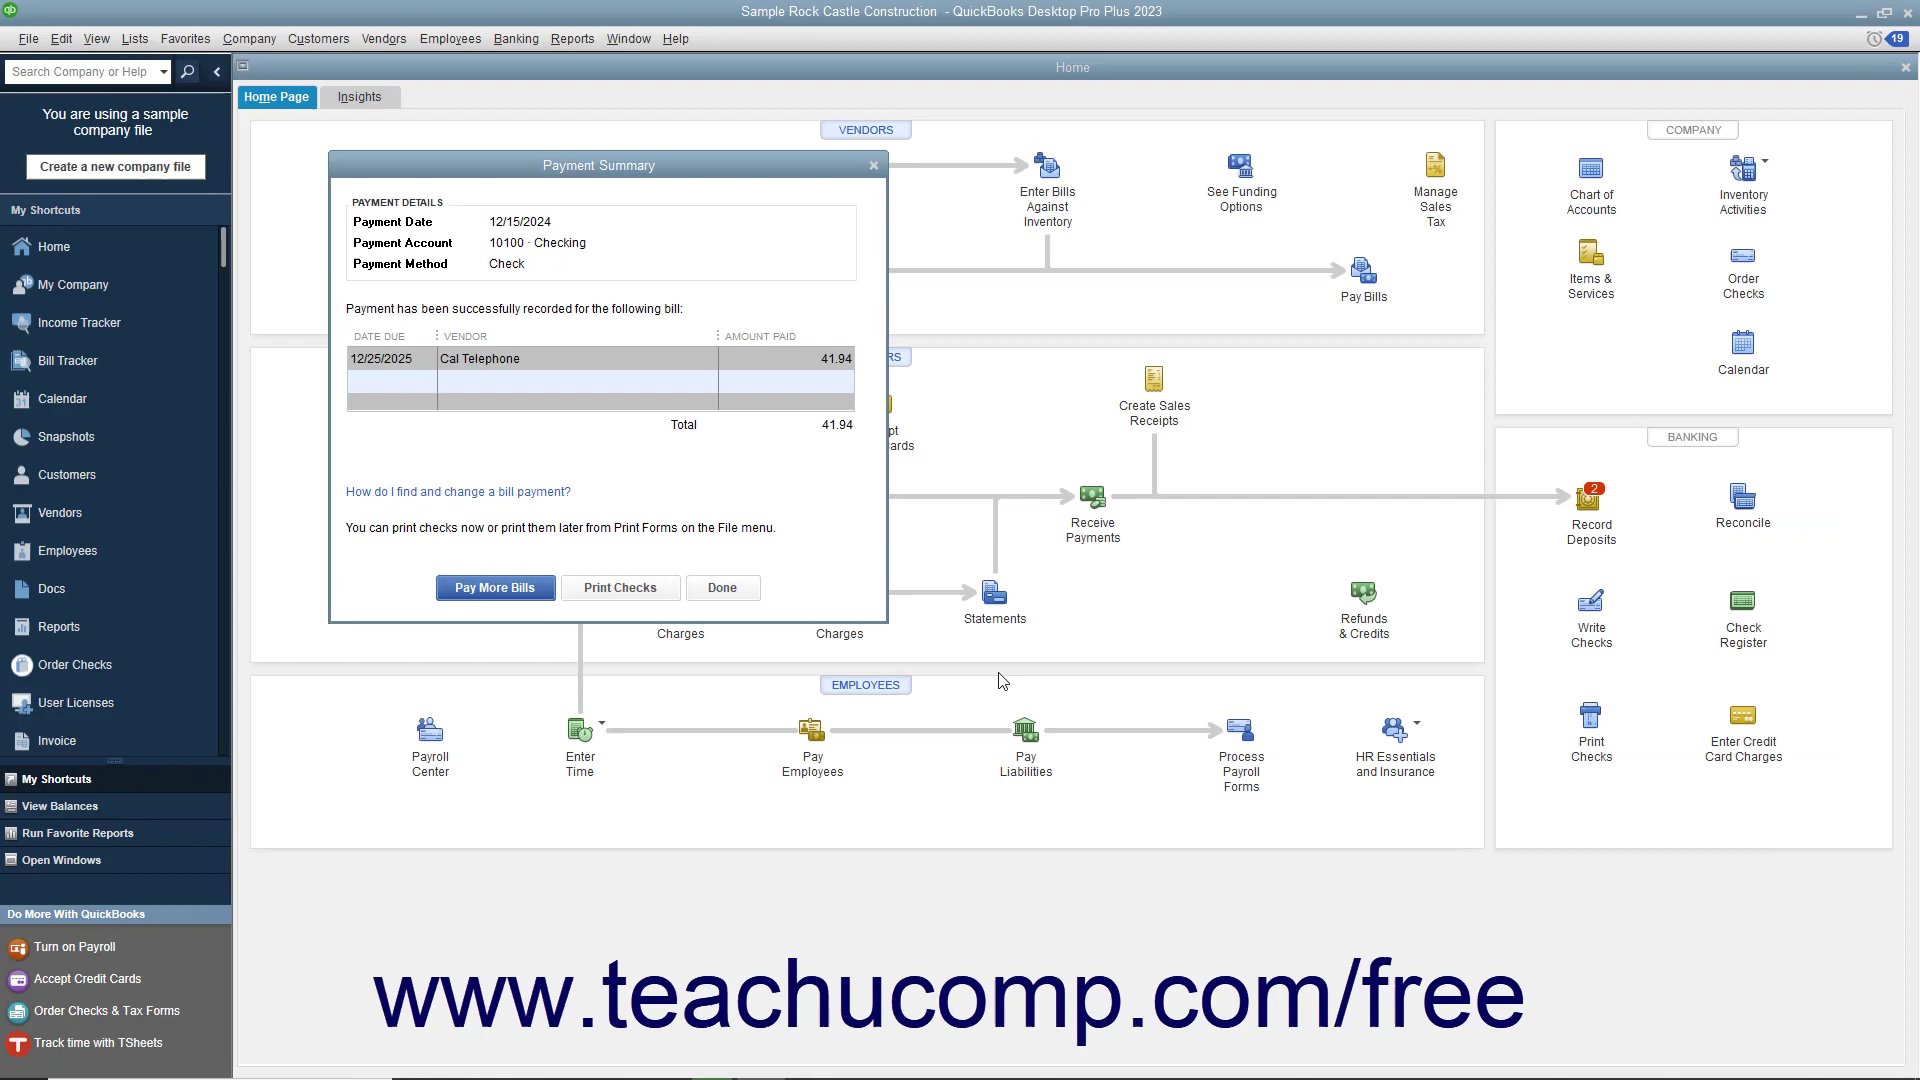 Sample Rock Castle Construction - QuickBooks Desktop Pro Plus 2023
File Edit View Lists Favorites Company Customers Vendors Employees Banking Reports Window Help
19
Search Company or Help
Home
You are using a sample
company file
Create a new company file
My Shortcuts
Home
My Company
Income Tracker
Bill Tracker
Calendar
Snapshots
Customers
Vendors
Employees
Docs
Reports
Order Checks
User Licenses
Invoice
My Shortcuts
View Balances
Run Favorite Reports
Open Windows
Do More With QuickBooks
Turn on Payroll
Accept Credit Cards
Order Checks & Tax Forms
Track time with TSheets
Home Page
Insights
VENDORS
Enter Bills
Against
Inventory
See Funding
Options
Manage
Sales
Tax
Pay Bills
Payment Summary
PAYMENT DETAILS
Payment Date 12/15/2024
Payment Account 10100 · Checking
Payment Method Check
Payment has been successfully recorded for the following bill:
DATE DUE VENDOR AMOUNT PAID
12/25/2025 Cal Telephone 41.94
Total 41.94
How do I find and change a bill payment?
You can print checks now or print them later from Print Forms on the File menu.
Pay More Bills
Print Checks
Done
RS
pt
ards
Create Sales
Receipts
Receive
Payments
Charges
Charges
Statements
Refunds
& Credits
EMPLOYEES
Payroll
Center
Enter
Time
Pay
Employees
Pay
Liabilities
Process
Payroll
Forms
HR Essentials
and Insurance
COMPANY
Chart of
Accounts
Inventory
Activities
Items &
Services
Order
Checks
Calendar
BANKING
2
Record
Deposits
Reconcile
Write
Checks
Check
Register
Print
Checks
Enter Credit
Card Charges
www.teachucomp.com/free